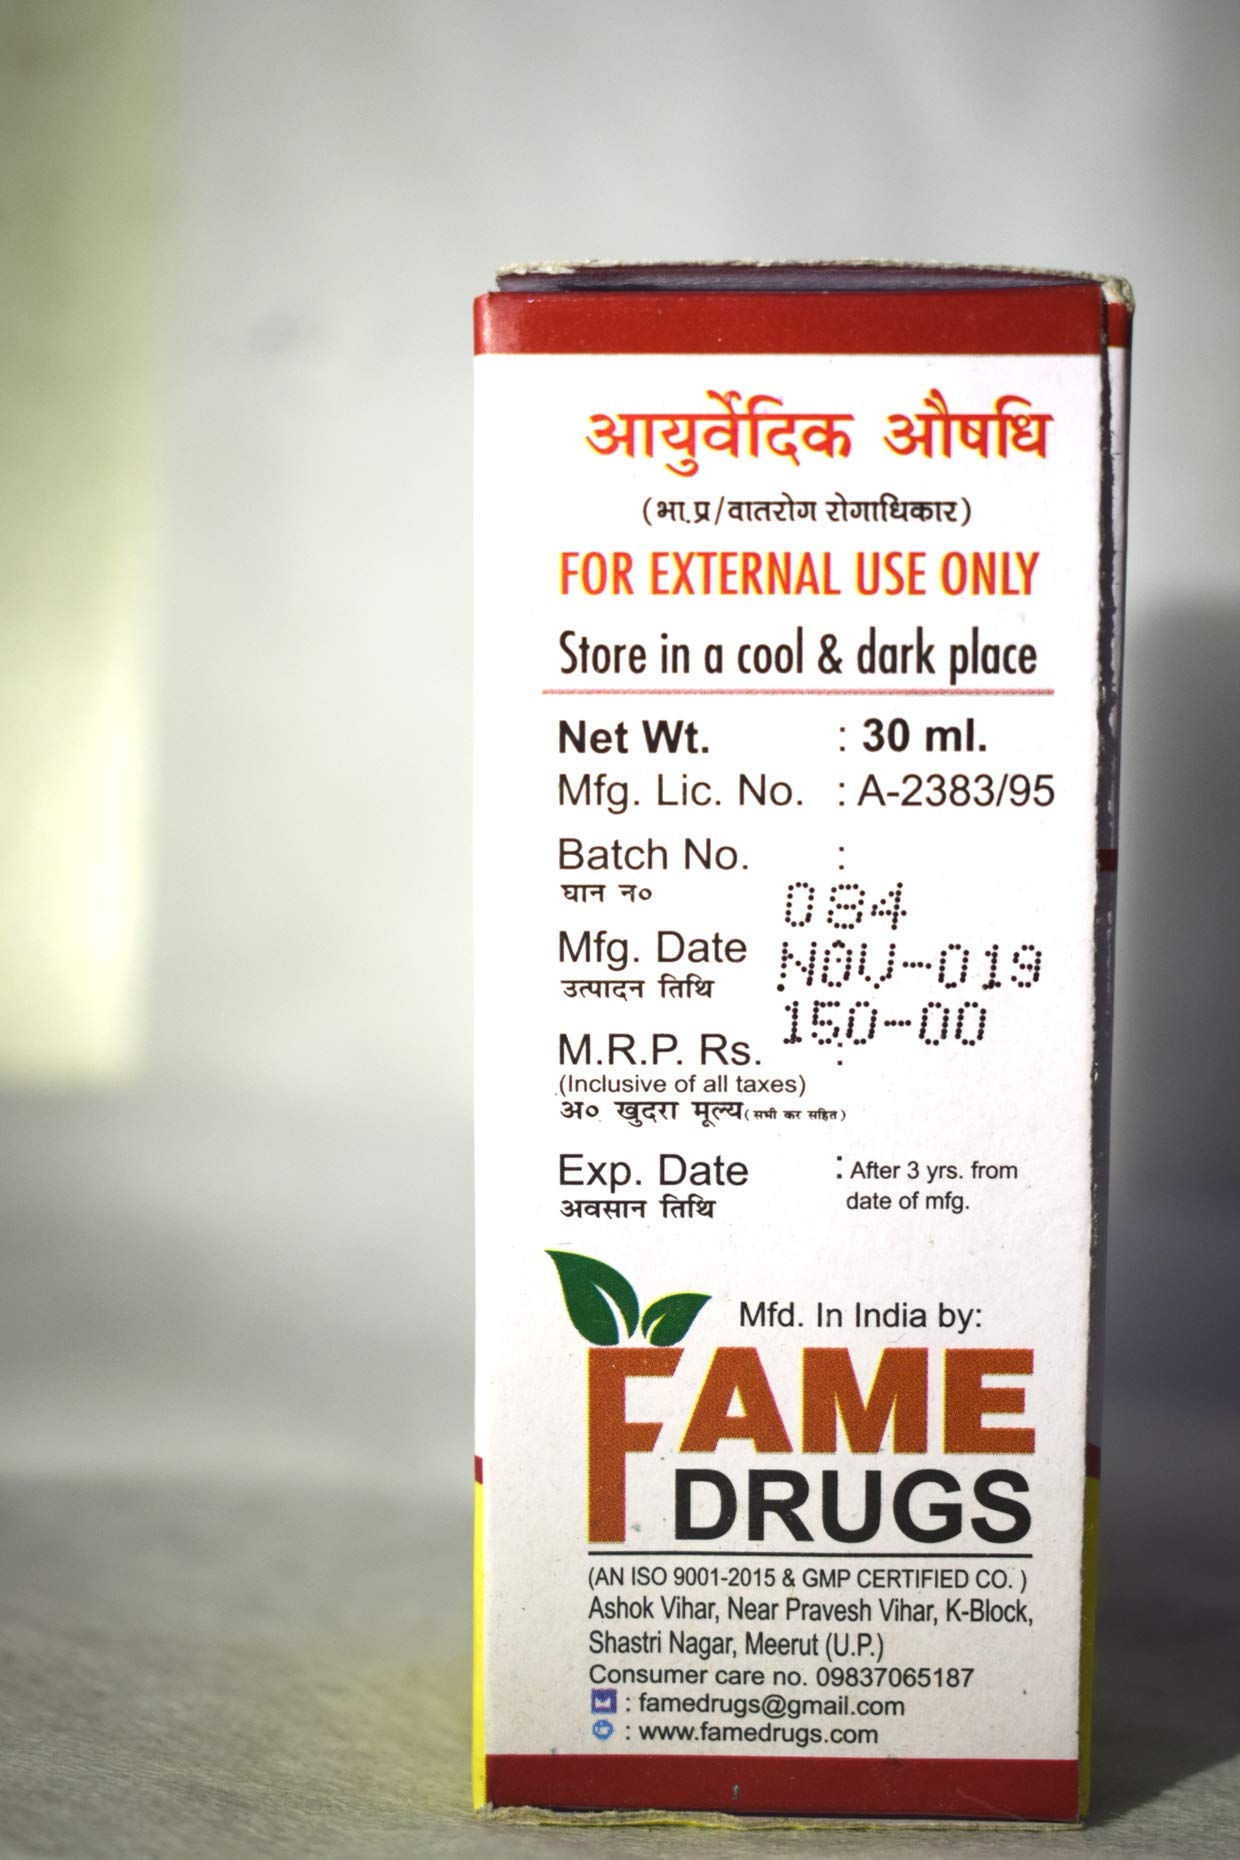 आयुर्वेदिक औषधि
(भा.प्र/वातरोग रोगाधिकार)
FOR EXTERNAL USE ONLY
Store in a cool & dark place
Net Wt. : 30 ml.
Mfg. Lic. No. : A-2383/95
Batch No. :
घान न०
084
Mfg. Date NOV-019
उत्पादन तिथि
M.R.P. Rs. : 150-00
(Inclusive of all taxes)
अ० खुदरा मूल्य (सभी कर सहित)
Exp. Date : After 3 yrs. from
अवसान तिथि date of mfg.
Mfd. In India by:
FAME
DRUGS
(AN ISO 9001-2015 & GMP CERTIFIED CO. )
Ashok Vihar, Near Pravesh Vihar, K-Block,
Shastri Nagar, Meerut (U.P.)
Consumer care no. 09837065187
: famedrugs@gmail.com
: www.famedrugs.com